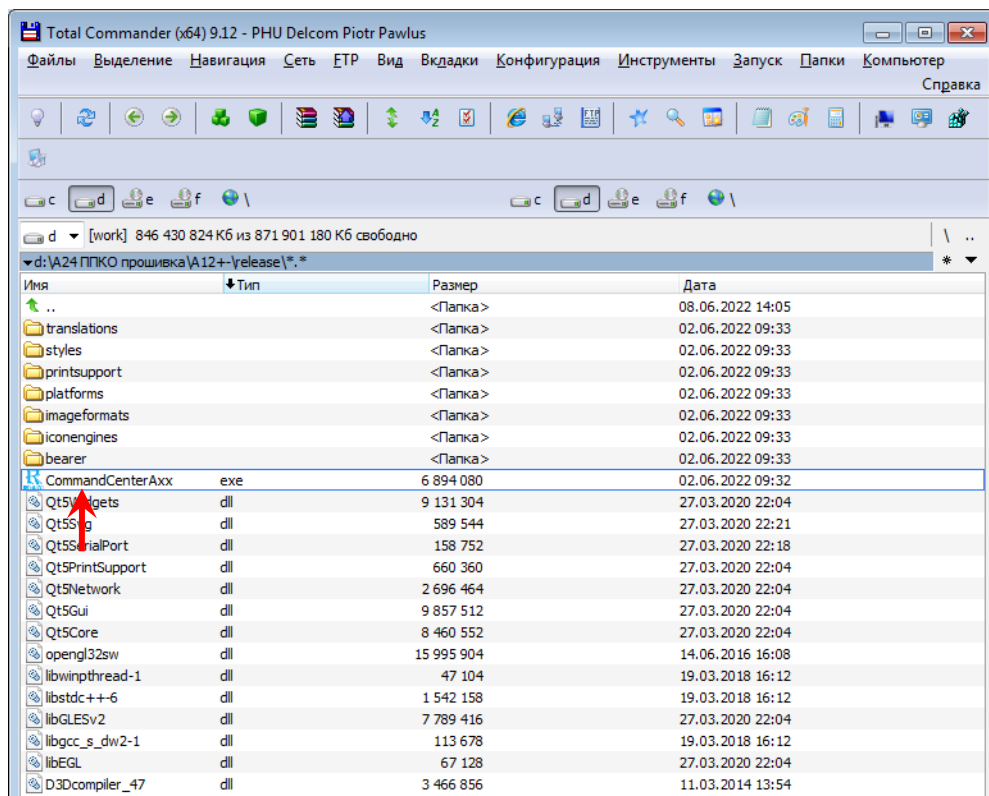 Total Commander (x64) 9.12 - PHU Delcom Piotr Pawlus
Файлы Выделение Навигация Сеть FTP Вид Вкладки Конфигурация Инструменты Запуск Папки Компьютер
Справка
c d e f \ c d e f \
d [work] 846 430 824 Кб из 871 901 180 Кб свободно \ ..
d:\A24 ППКО прошивка\A12+-\release\*.* *
Имя Тип Размер Дата
.. <Папка> 08.06.2022 14:05
translations <Папка> 02.06.2022 09:33
styles <Папка> 02.06.2022 09:33
printsupport <Папка> 02.06.2022 09:33
platforms <Папка> 02.06.2022 09:33
imageformats <Папка> 02.06.2022 09:33
iconengines <Папка> 02.06.2022 09:33
bearer <Папка> 02.06.2022 09:33
CommandCenterAxx exe 6 894 080 02.06.2022 09:32
Qt5Widgets dll 9 131 304 27.03.2020 22:04
Qt5Svg dll 589 544 27.03.2020 22:21
Qt5SerialPort dll 158 752 27.03.2020 22:18
Qt5PrintSupport dll 660 360 27.03.2020 22:04
Qt5Network dll 2 696 464 27.03.2020 22:04
Qt5Gui dll 9 857 512 27.03.2020 22:04
Qt5Core dll 8 460 552 27.03.2020 22:04
opengl32sw dll 15 995 904 14.06.2016 16:08
libwinpthread-1 dll 47 104 19.03.2018 16:12
libstdc++-6 dll 1 542 158 19.03.2018 16:12
libGLESv2 dll 7 789 416 27.03.2020 22:04
libgcc_s_dw2-1 dll 113 678 19.03.2018 16:12
libEGL dll 67 128 27.03.2020 22:04
D3Dcompiler_47 dll 3 466 856 11.03.2014 13:54